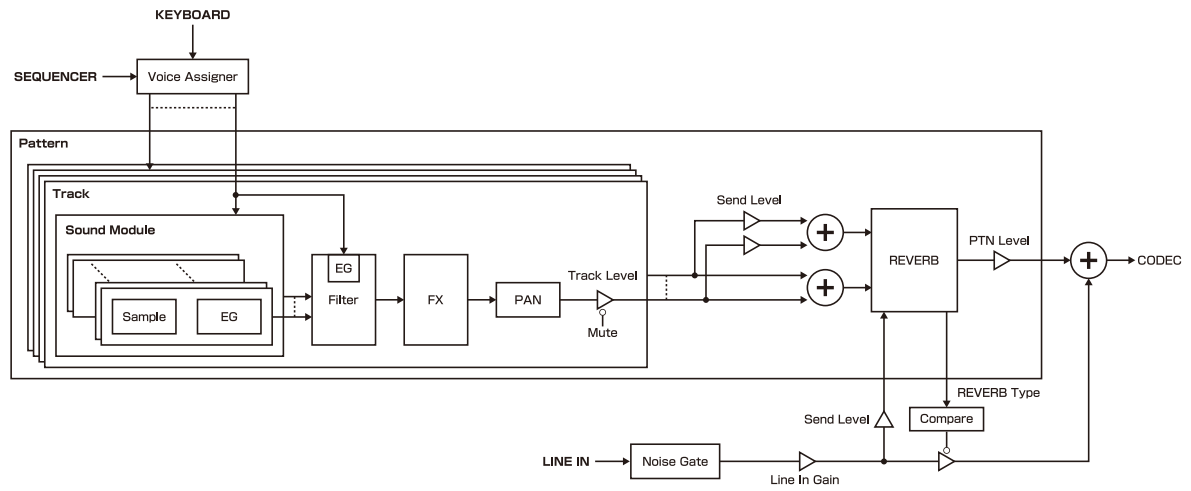 KEYBOARD
SEQUENCER
Voice Assigner
Pattern
Track
Sound Module
Sample
EG
EG
Filter
FX
PAN
Track Level
Mute
Send Level
REVERB
PTN Level
CODEC
REVERB Type
Send Level
Compare
LINE IN
Noise Gate
Line In Gain